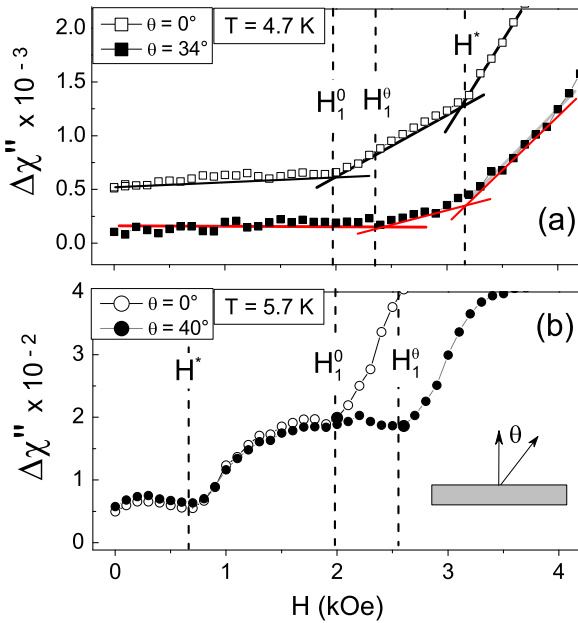 2.0
1.5
1.0
0.5
0.0
Δχ'' x 10⁻³
θ = 0°
θ = 34°
T = 4.7 K
H₁⁰
H₁^θ
H*
(a)
4
3
2
1
0
Δχ'' x 10⁻²
θ = 0°
θ = 40°
T = 5.7 K
H*
H₁⁰
H₁^θ
(b)
θ
0 1 2 3 4
H (kOe)